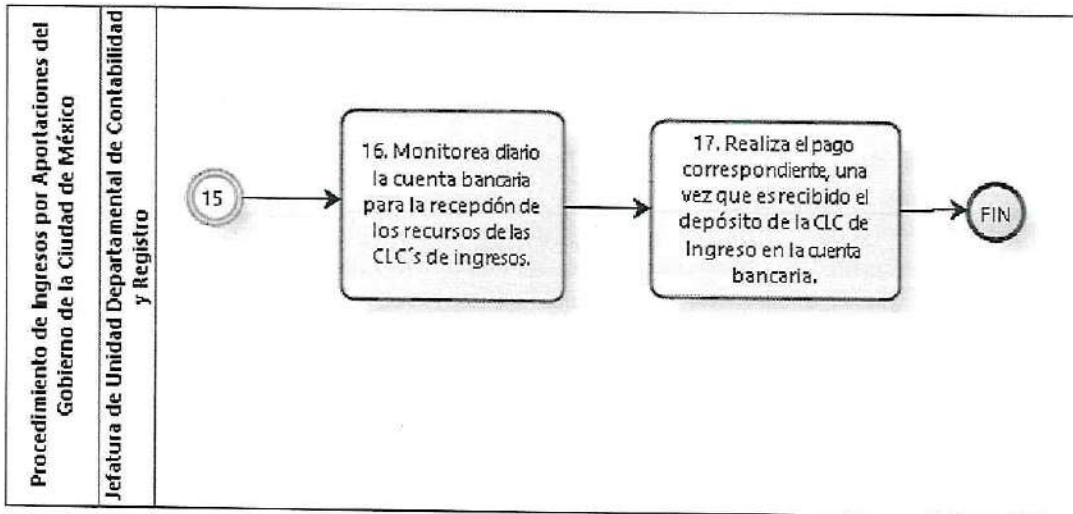 Procedimiento de Ingresos por Aportaciones del
Gobierno de la Ciudad de México
Jefatura de Unidad Departamental de Contabilidad
y Registro
15
16. Monitorea diario
la cuenta bancaria
para la recepción de
los recursos de las
CLC´s de ingresos.
17. Realiza el pago
correspondiente, una
vez que es recibido el
depósito de la CLC de
Ingreso en la cuenta
bancaria.
FIN